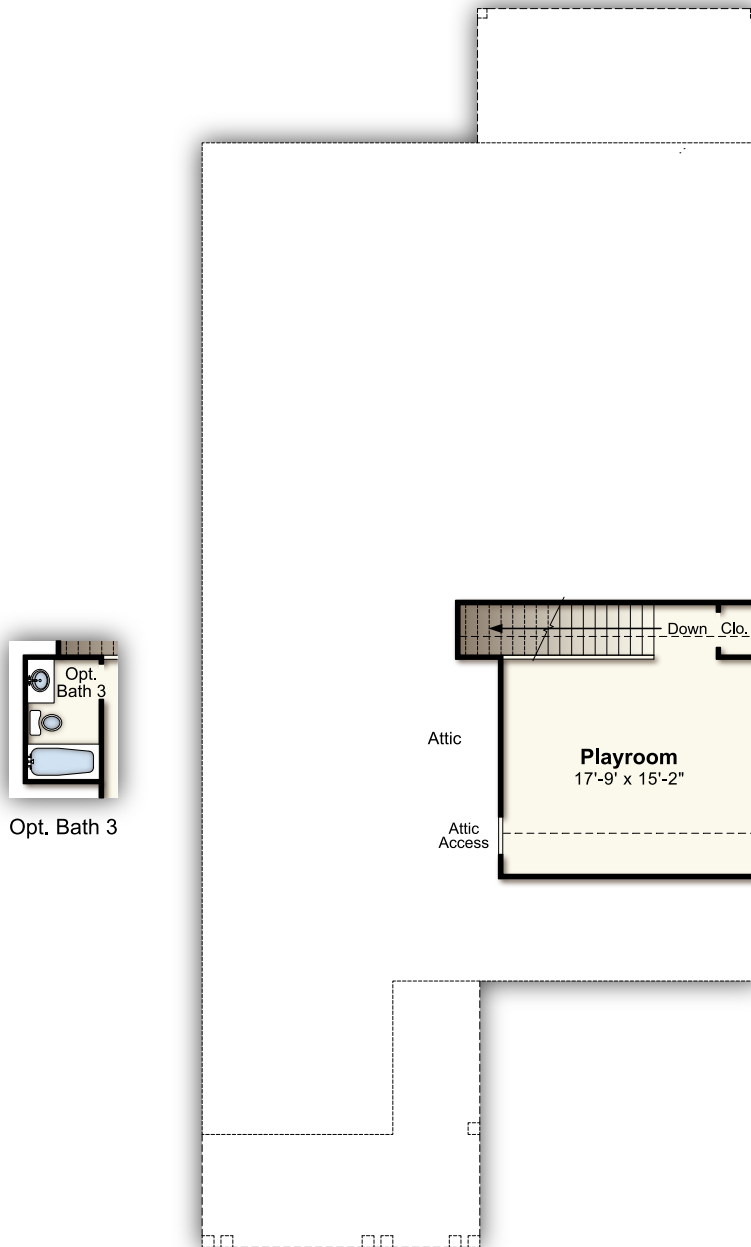 Down
Clo.
Opt.
Bath 3
Attic
Playroom
17'-9' x 15'-2"
Opt. Bath 3
Attic
Access